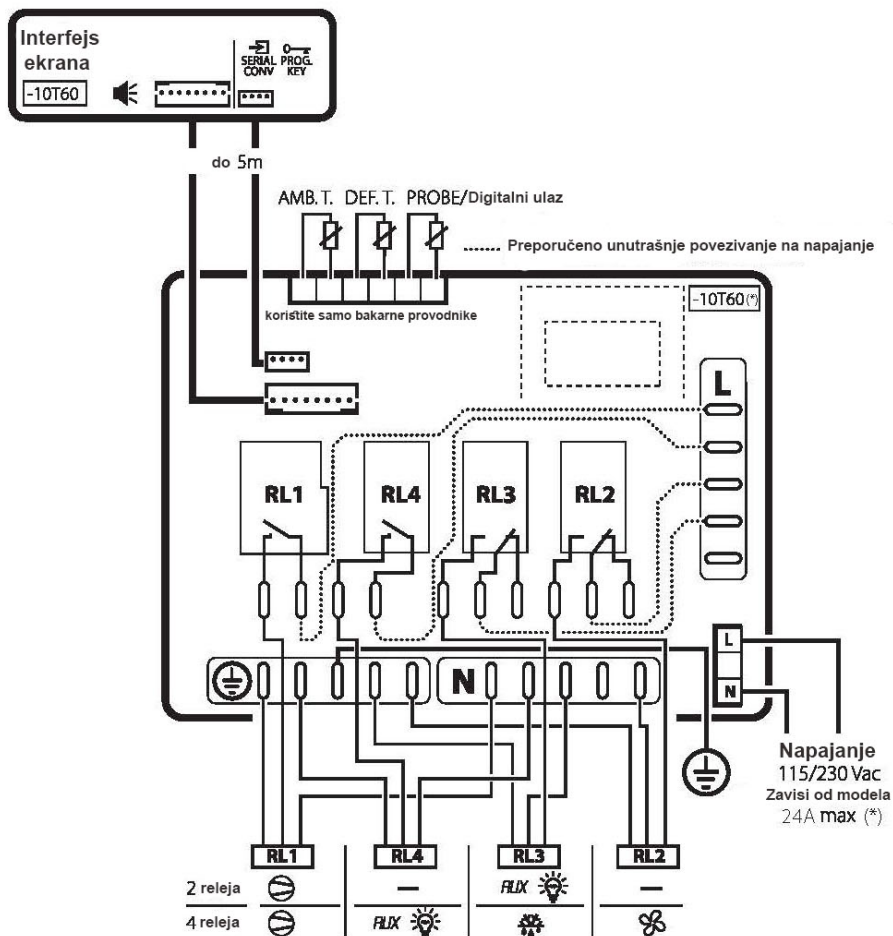 Interfejs
ekrana
SERIAL CONV
PROG. KEY
-10T60
do 5m
AMB. T. DEF. T. PROBE/Digitalni ulaz
Preporučeno unutrašnje povezivanje na napajanje
-10T60(*)
koristite samo bakarne provodnike
L
RL1 RL4 RL3 RL2
L
N
N
Napajanje
115/230 Vac
Zavisi od modela
24A max (*)
RL1 RL4 RL3 RL2
2 releja — AUX —
4 releja AUX